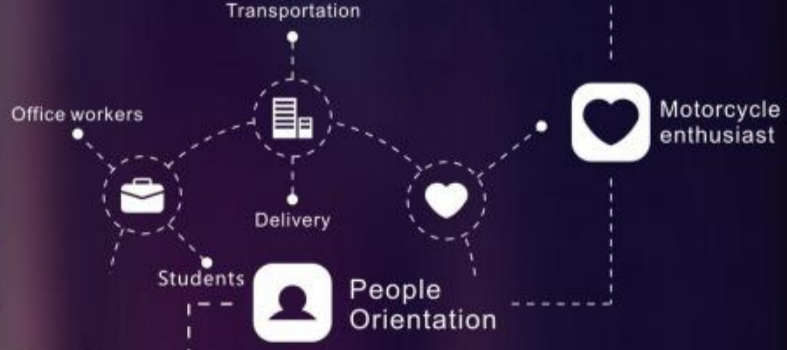 Transportation
Office workers
Motorcycle
enthusiast
Delivery
Students
People
Orientation